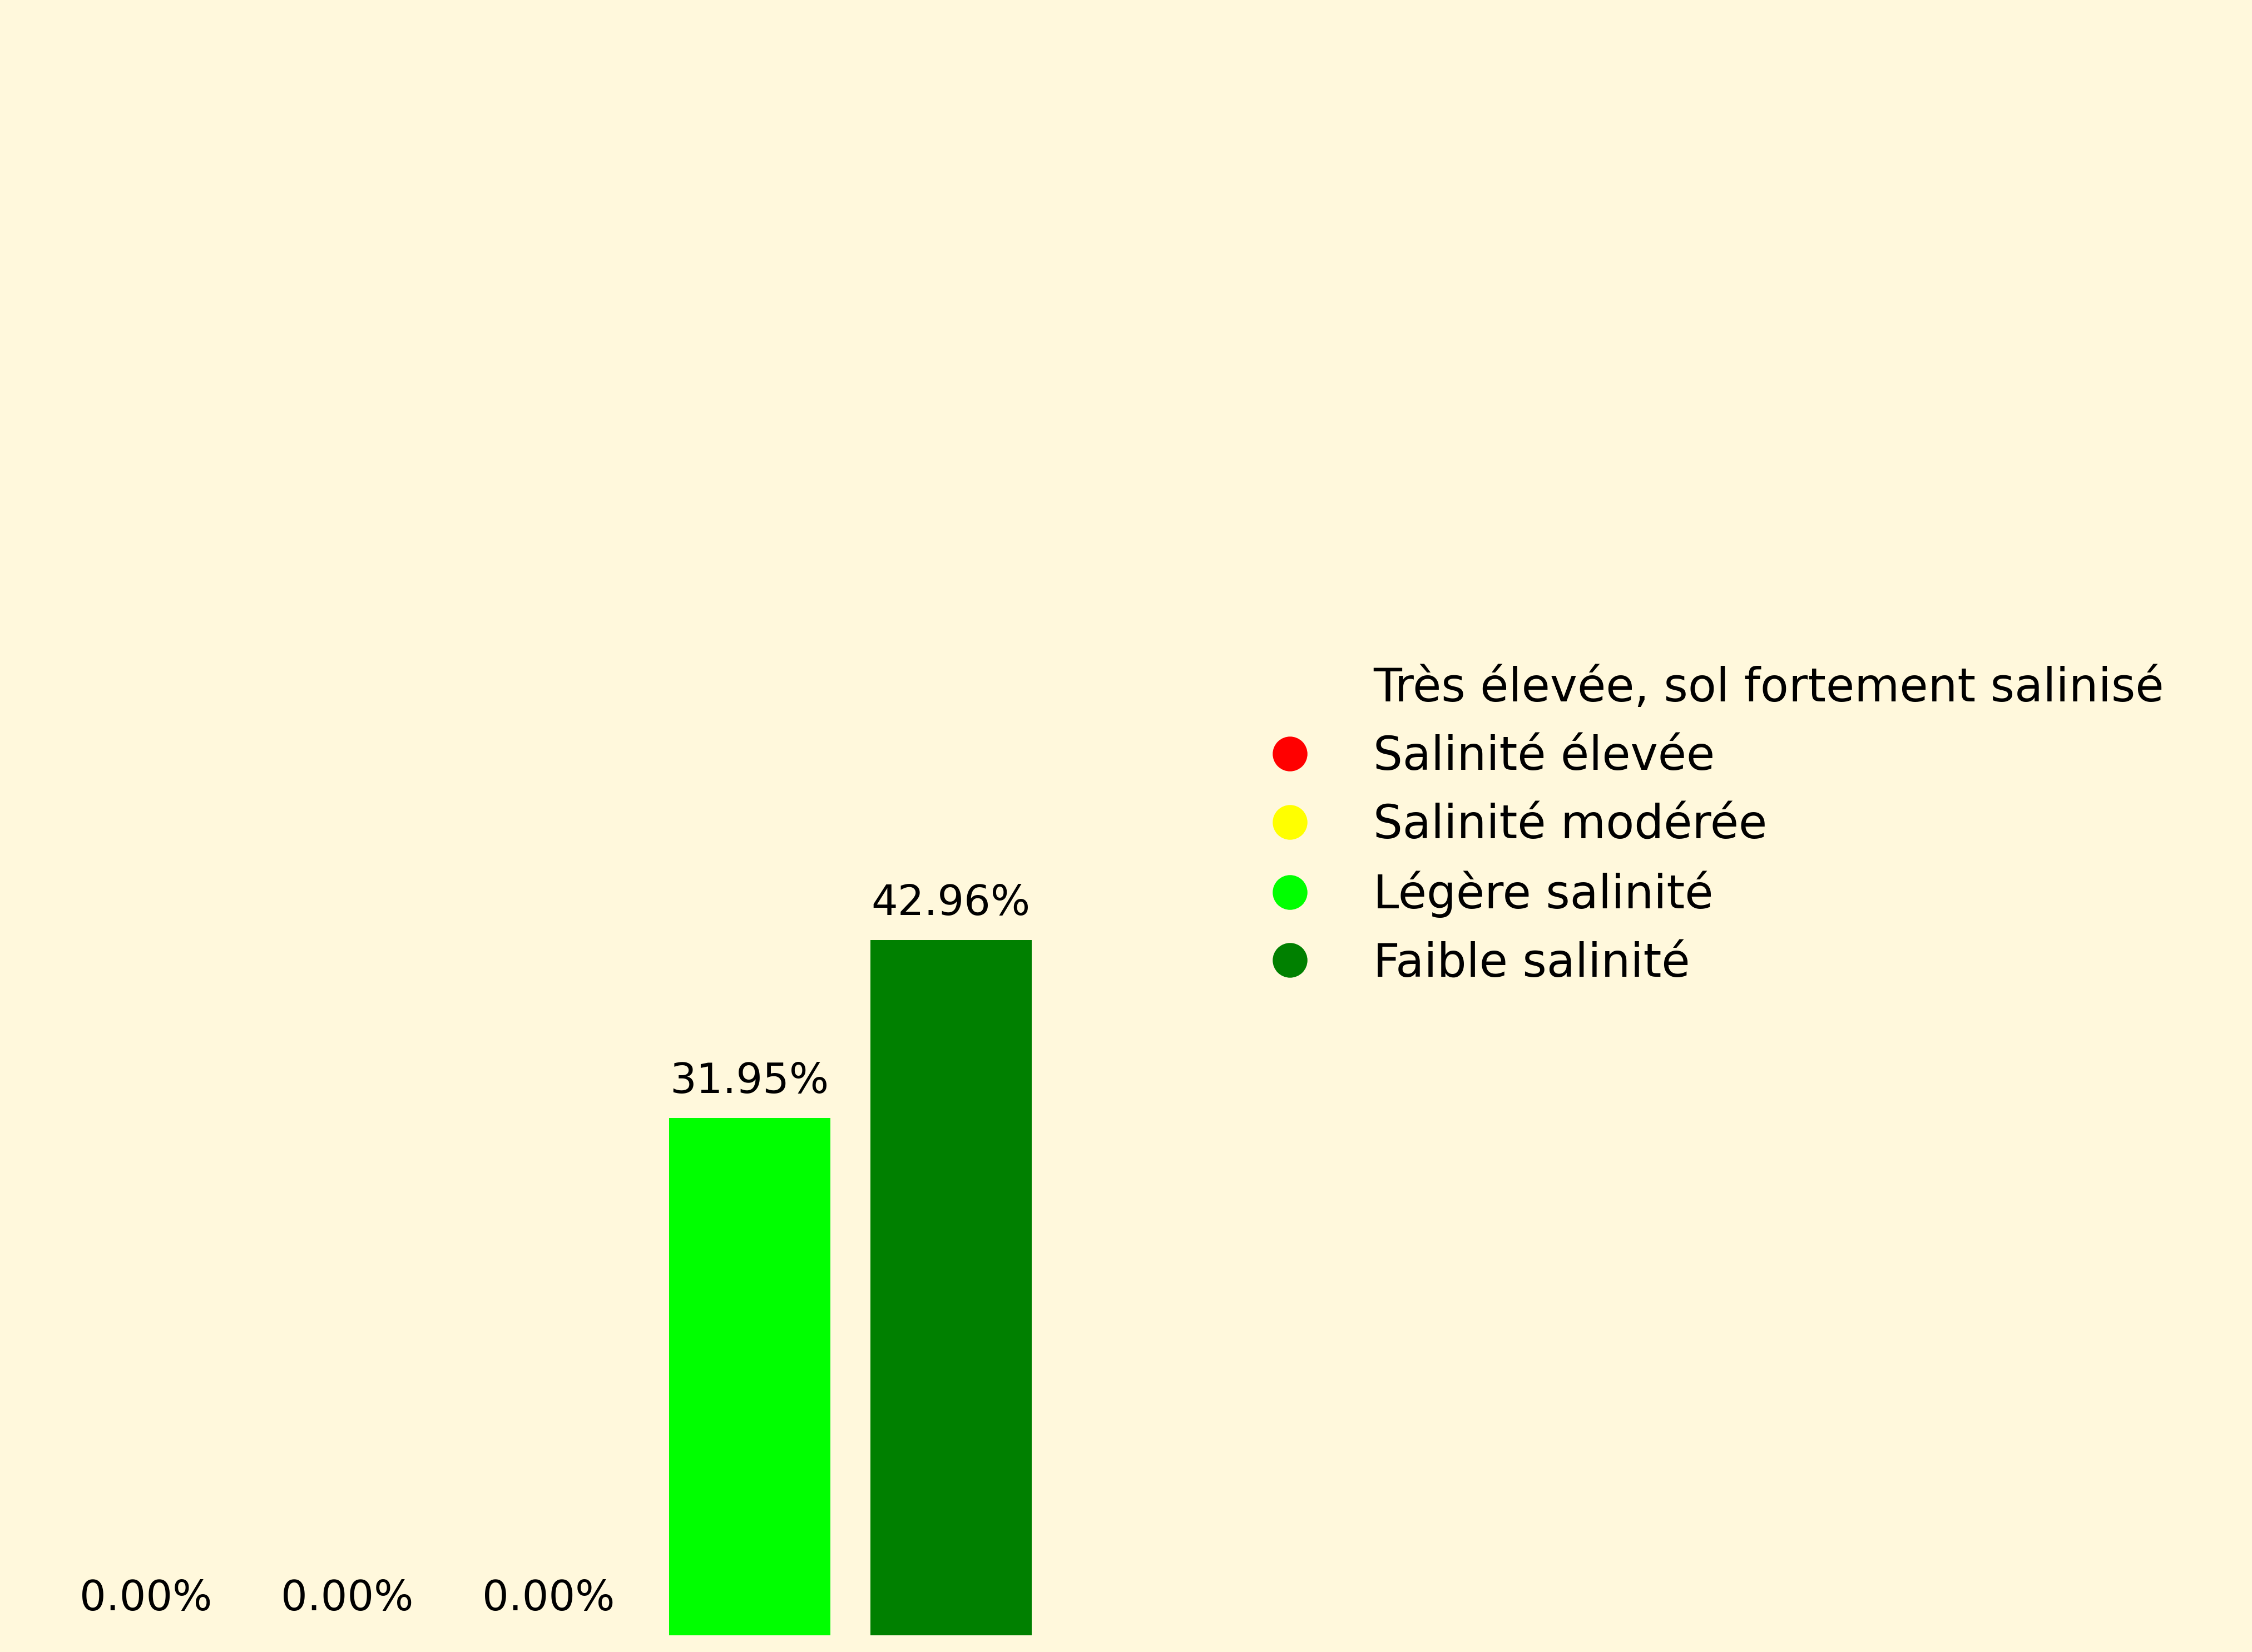 Très élevée, sol fortement salinisé
Salinité élevée
Salinité modérée
Légère salinité
Faible salinité
42.96%
31.95%
0.00% 0.00% 0.00%